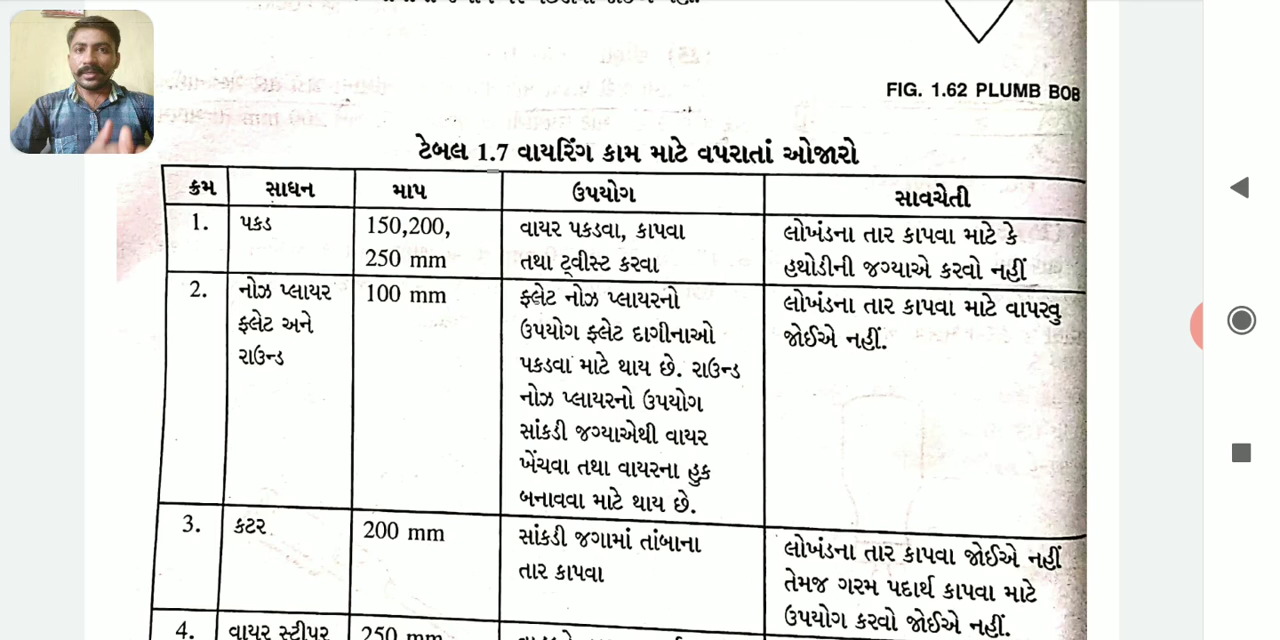 FIG. 1.62 PLUMB BOB
ટેબલ 1.7 વાયરિંગ કામ માટે વપરાતાં ઓજારો
ક્રમ સાધન માપ ઉપયોગ સાવચેતી
1. પકડ 150,200, વાયર પકડવા, કાપવા લોખંડના તાર કાપવા માટે કે
250 mm તથા ટ્વીસ્ટ કરવા હથોડીની જગ્યાએ કરવો નહીં
2. નોઝ પ્લાયર 100 mm ફ્લેટ નોઝ પ્લાયરનો લોખંડના તાર કાપવા માટે વાપરવુ
ફ્લેટ અને ઉપયોગ ફ્લેટ દાગીનાઓ જોઈએ નહીં.
રાઉન્ડ પકડવા માટે થાય છે. રાઉન્ડ
નોઝ પ્લાયરનો ઉપયોગ
સાંકડી જગ્યાએથી વાયર
ખેંચવા તથા વાયરના હુક
બનાવવા માટે થાય છે.
3. કટર 200 mm સાંકડી જગામાં તાંબાના લોખંડના તાર કાપવા જોઈએ નહીં
તાર કાપવા તેમજ ગરમ પદાર્થ કાપવા માટે
ઉપયોગ કરવો જોઈએ નહીં.
4. વાયર સ્ટ્રીપર 250 mm